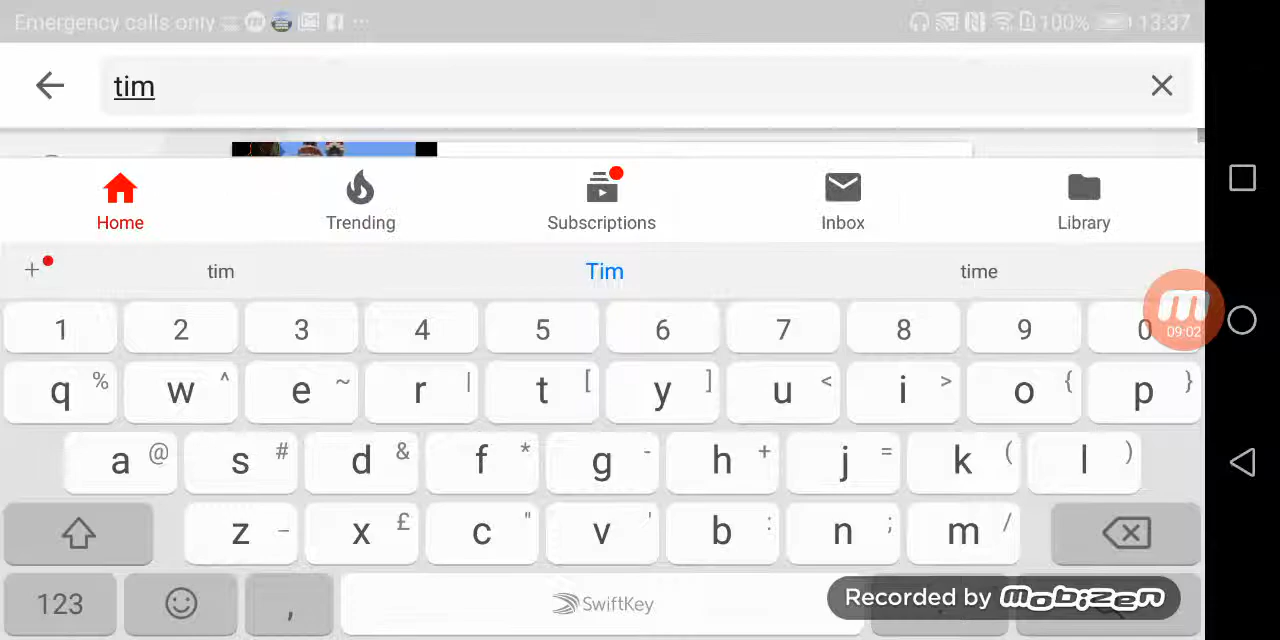 Emergency calls only 100% 13:37
tim
Home Trending Subscriptions Inbox Library
+ tim Tim time
1 2 3 4 5 6 7 8 9 0
09:02
q % w ^ e ~ r | t [ y ] u < i > o { p }
a @ s # d & f * g - h + j = k ( l )
z _ x £ c " v ' b : n ; m /
123 , SwiftKey
Recorded by mobizen